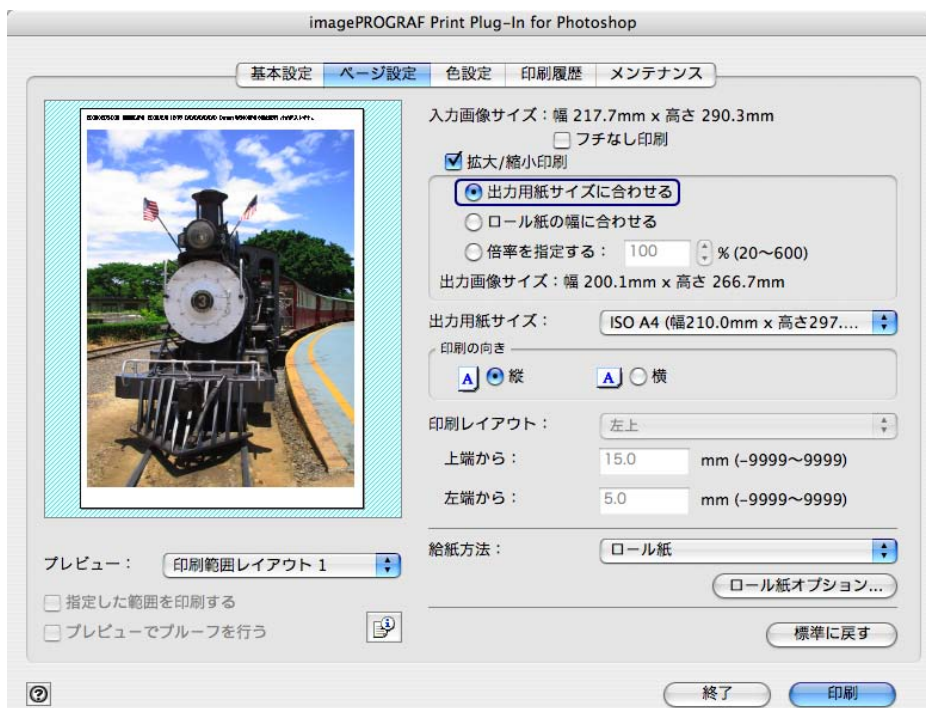 imagePROGRAF Print Plug-In for Photoshop
基本設定 ページ設定 色設定 印刷履歴 メンテナンス
入力画像サイズ：幅 217.7mm x 高さ 290.3mm
フチなし印刷
拡大/縮小印刷
出力用紙サイズに合わせる
ロール紙の幅に合わせる
倍率を指定する： 100 % (20～600)
出力画像サイズ：幅 200.1mm x 高さ 266.7mm
出力用紙サイズ： ISO A4 (幅210.0mm x 高さ297....
印刷の向き
A 縦 A 横
印刷レイアウト： 左上
上端から： 15.0 mm (-9999～9999)
左端から： 5.0 mm (-9999～9999)
給紙方法： ロール紙
ロール紙オプション...
標準に戻す
3
プレビュー： 印刷範囲レイアウト 1
指定した範囲を印刷する
プレビューでプルーフを行う
? 終了 印刷